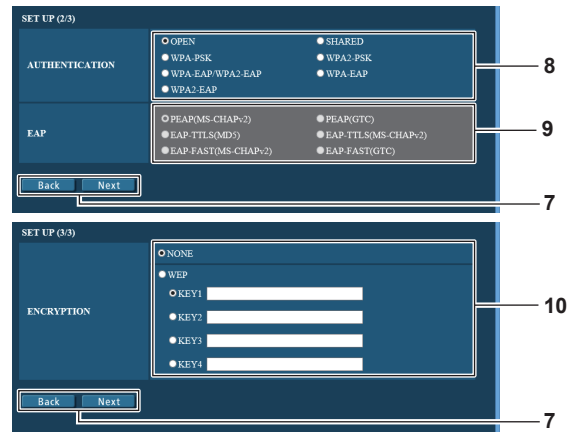 SET UP (2/3)
AUTHENTICATION
OPEN SHARED
WPA-PSK WPA2-PSK
WPA-EAP/WPA2-EAP WPA-EAP
WPA2-EAP
8
EAP
PEAP(MS-CHAPv2) PEAP(GTC)
EAP-TTLS(MD5) EAP-TTLS(MS-CHAPv2)
EAP-FAST(MS-CHAPv2) EAP-FAST(GTC)
9
Back Next
7
SET UP (3/3)
ENCRYPTION
NONE
WEP
KEY1
KEY2
KEY3
KEY4
10
Back Next
7